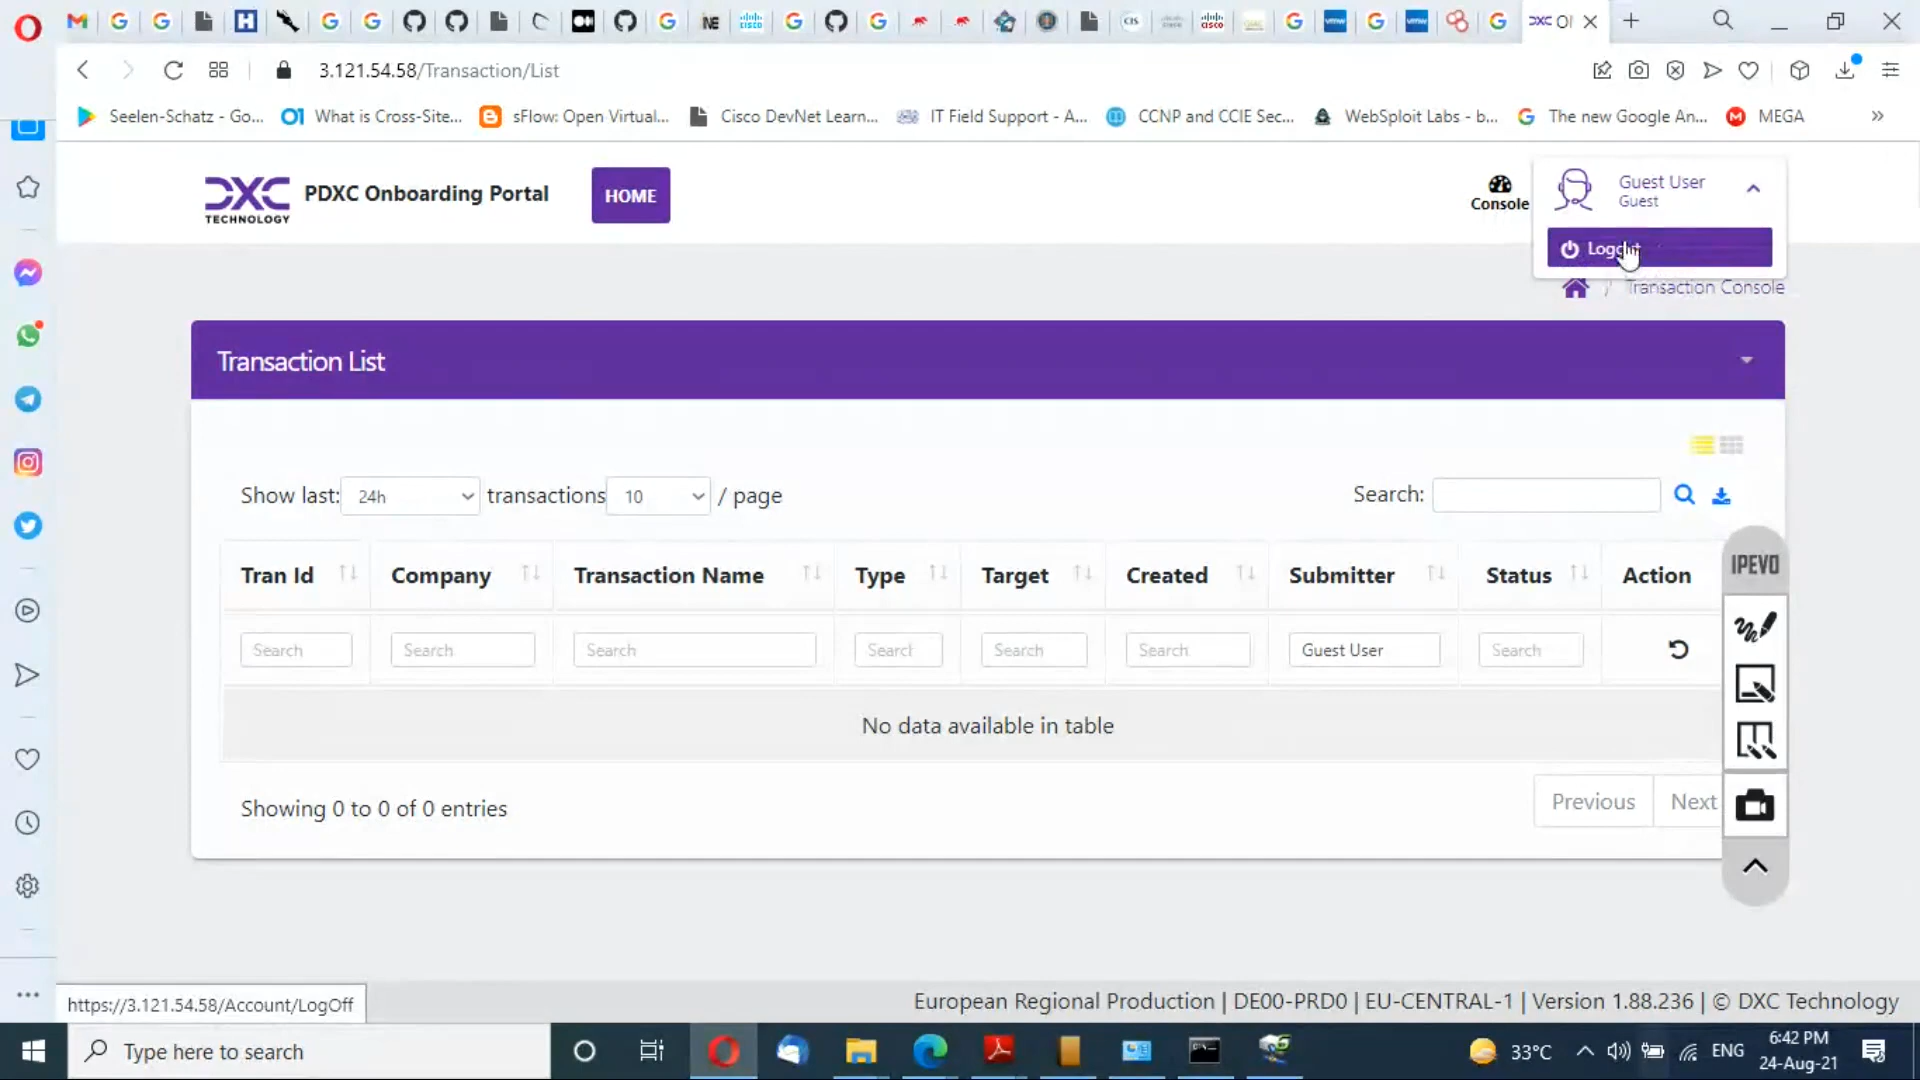 DXC O
3.121.54.58/Transaction/List
Seelen-Schatz - Go...
What is Cross-Site...
sFlow: Open Virtual...
Cisco DevNet Learn...
IT Field Support - A...
CCNP and CCIE Sec...
WebSploit Labs - b...
The new Google An...
MEGA
DXC
TECHNOLOGY
PDXC Onboarding Portal
HOME
Console
Guest User
Guest
Logout
Transaction Console
Transaction List
Show last: 24h transactions 10 / page
Search:
Tran Id Company Transaction Name Type Target Created Submitter Status Action
Search Search Search Search Search Search Guest User Search
No data available in table
Showing 0 to 0 of 0 entries
Previous Next
IPEVO
https://3.121.54.58/Account/LogOff
European Regional Production | DE00-PRD0 | EU-CENTRAL-1 | Version 1.88.236 | © DXC Technology
Type here to search
33°C
ENG
6:42 PM
24-Aug-21